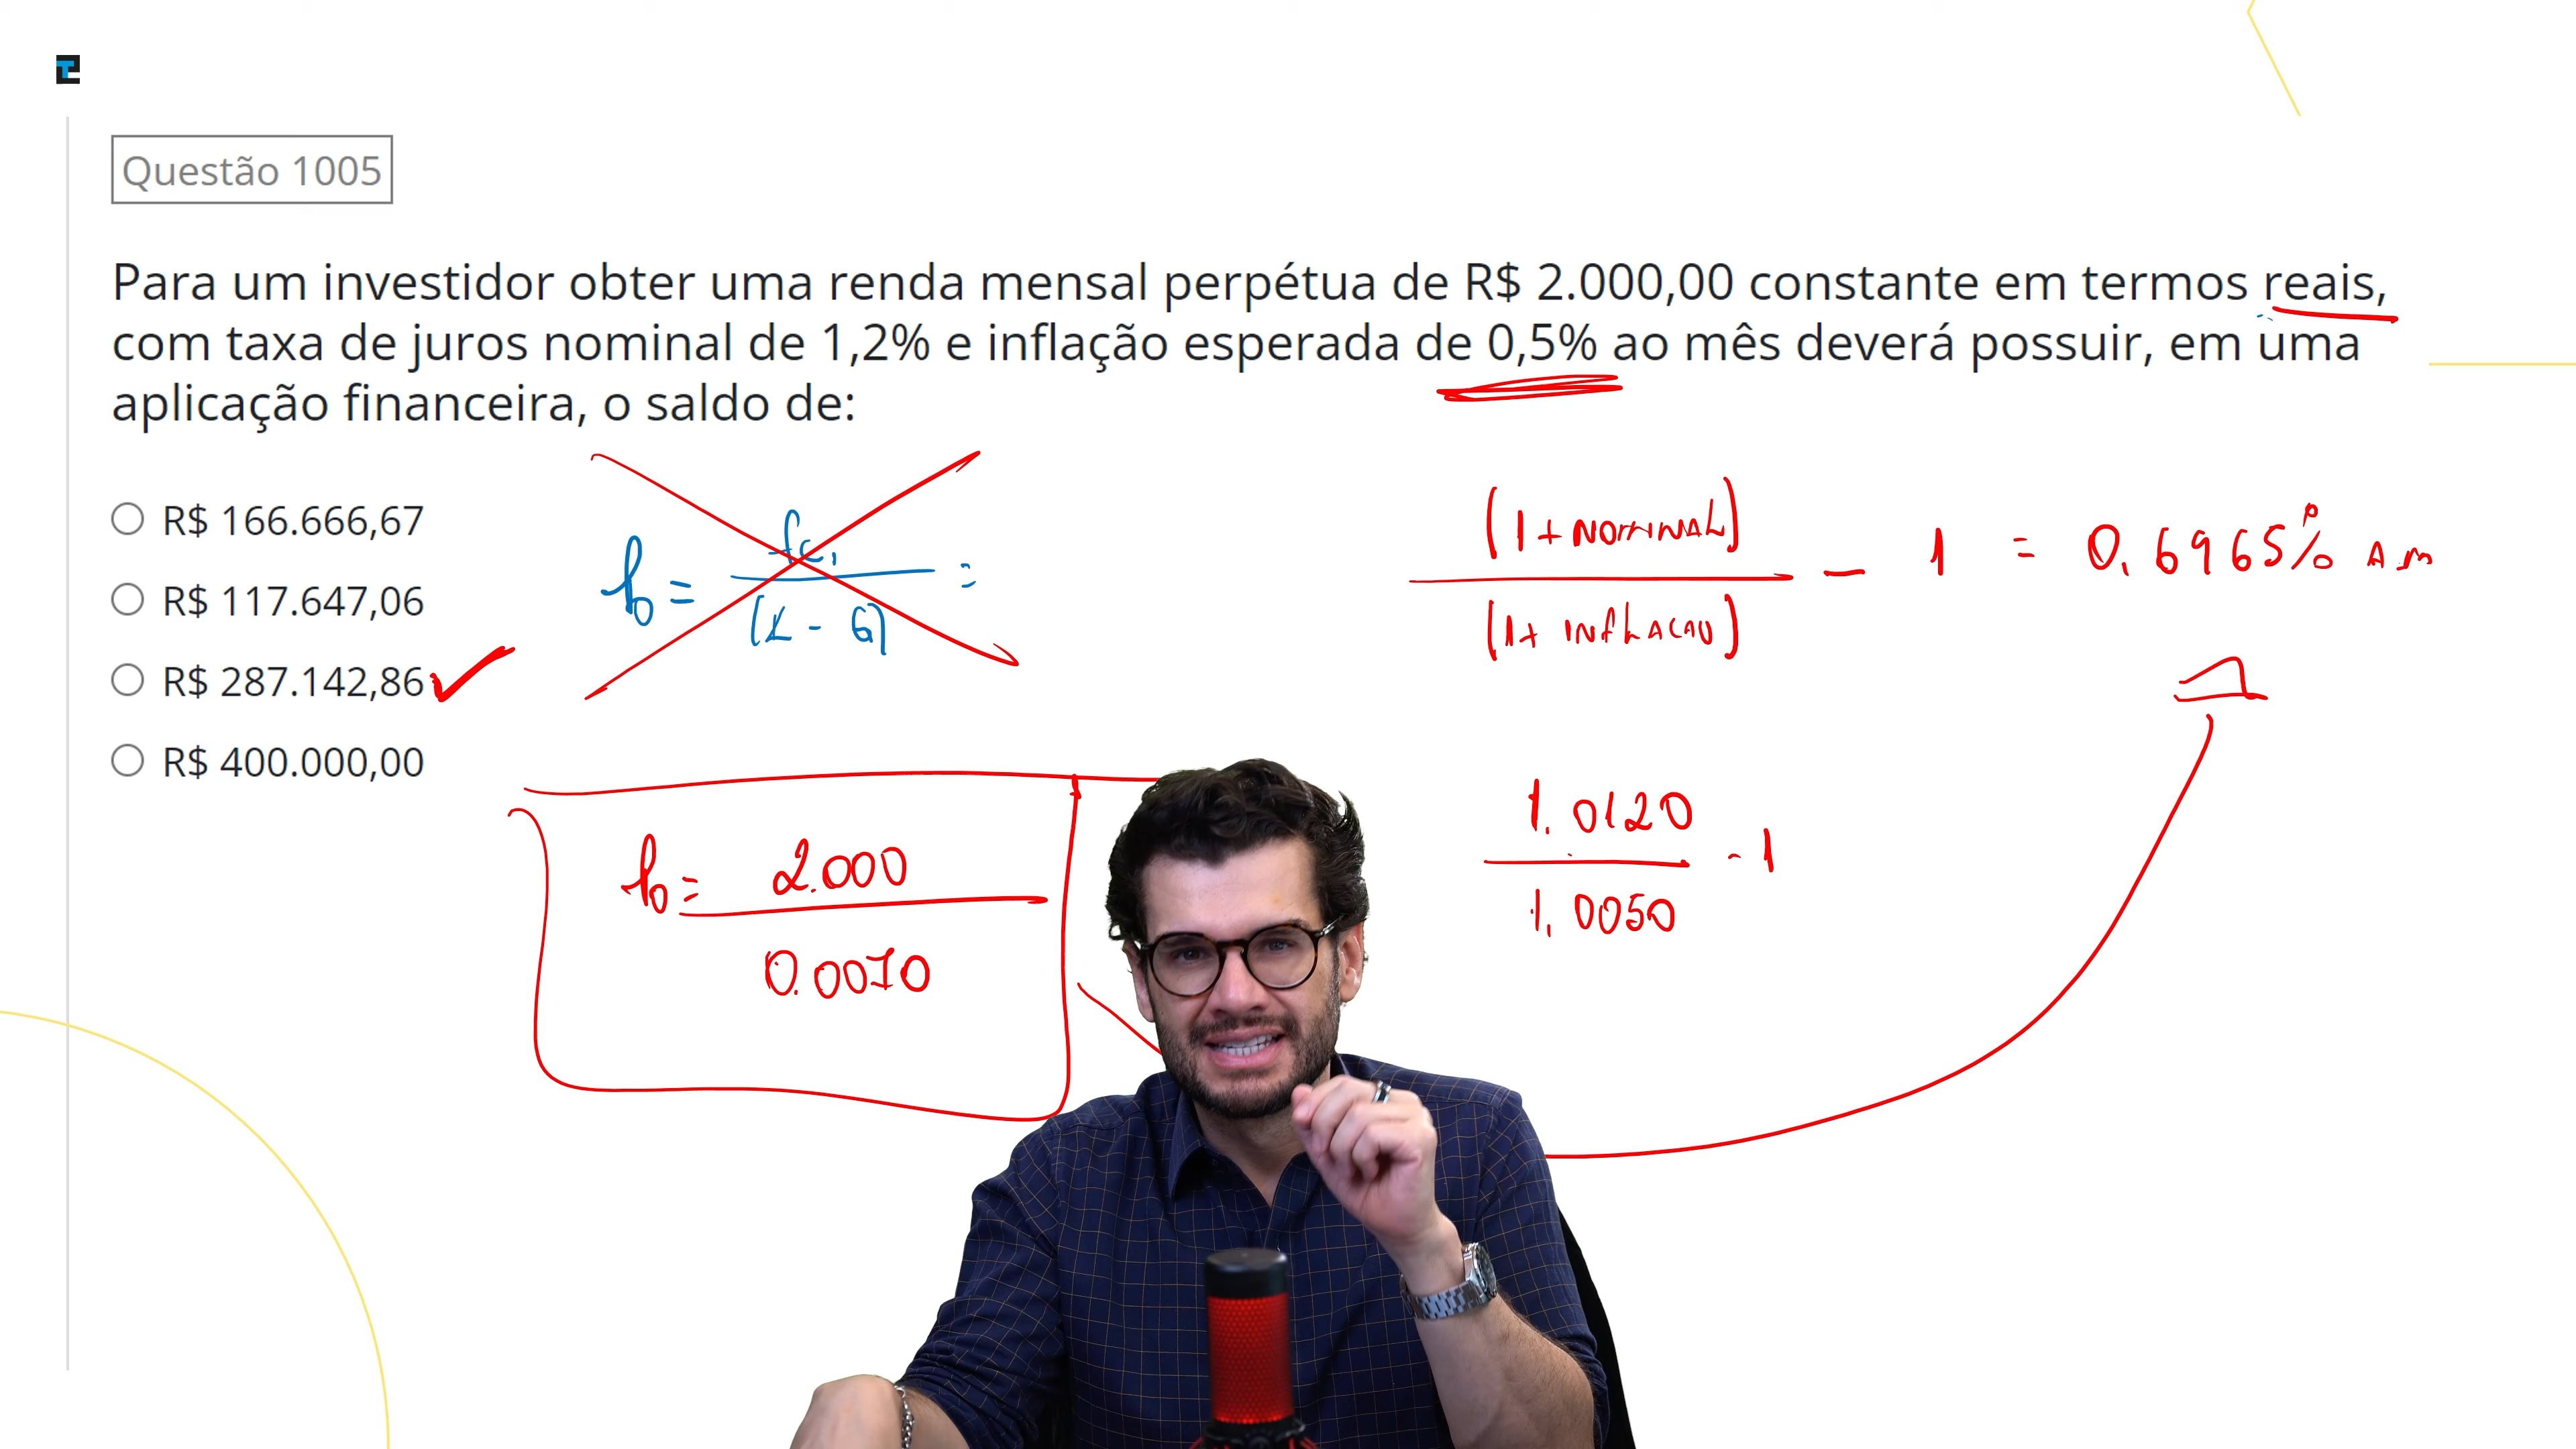 Questão 1005
Para um investidor obter uma renda mensal perpétua de R$ 2.000,00 constante em termos reais,
com taxa de juros nominal de 1,2% e inflação esperada de 0,5% ao mês deverá possuir, em uma
aplicação financeira, o saldo de:
R$ 166.666,67
R$ 117.647,06
R$ 287.142,86
R$ 400.000,00
(1 + NOMINAL)
(1 + INFLACAO)
- 1 = 0.6965% AM
2.000
0.0070
1.0120
1.0050
- 1